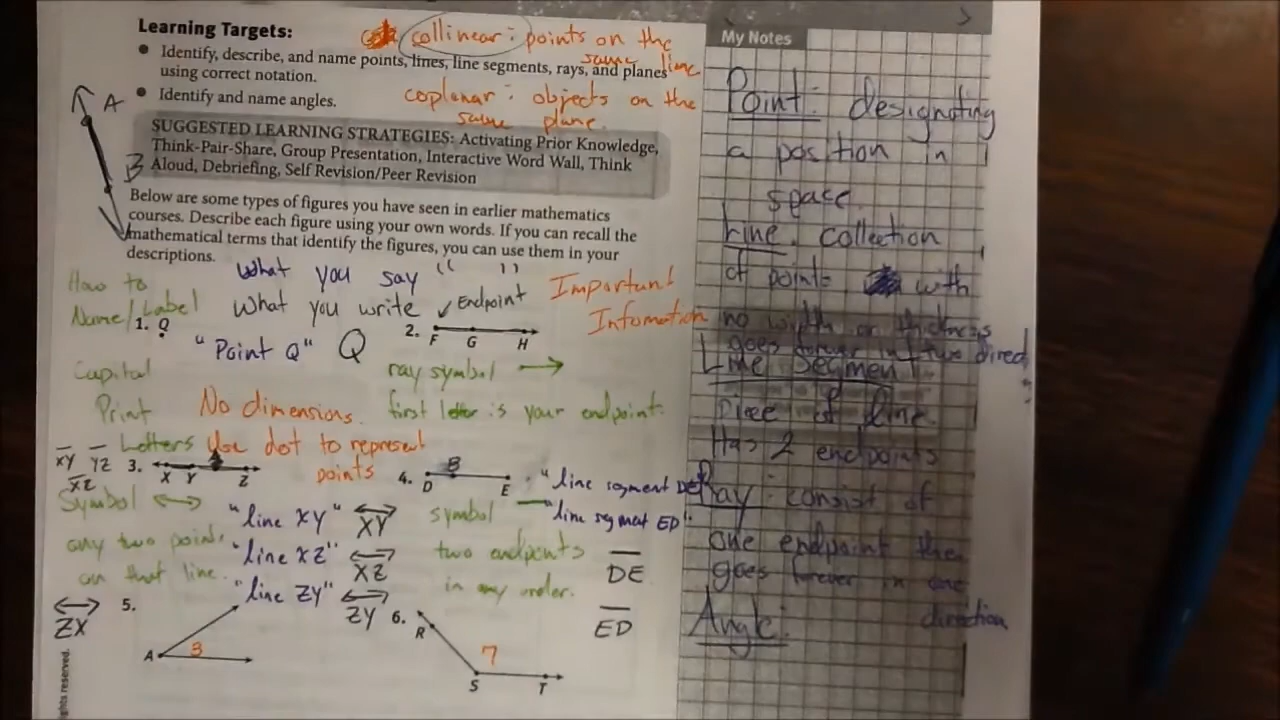 Learning Targets:
collinear : points on the
same line
• Identify, describe, and name points, lines, line segments, rays, and planes
using correct notation.
• Identify and name angles.
coplanar : objects on the
same plane.
A
B
SUGGESTED LEARNING STRATEGIES: Activating Prior Knowledge,
Think-Pair-Share, Group Presentation, Interactive Word Wall, Think
Aloud, Debriefing, Self Revision/Peer Revision
Below are some types of figures you have seen in earlier mathematics
courses. Describe each figure using your own words. If you can recall the
mathematical terms that identify the figures, you can use them in your
descriptions.
How to
Name/Label
What you say " "
What you write
Endpoint
Important
Infomation
1. Q
"Point Q" Q
2. F G H
Capital
Print
Letters
ray symbol →
first letter is your endpoint.
No dimensions.
Use dot to represent
points
XY YZ
XZ
3. X Y Z
4. D B E
"line segment DE"
"line segmet ED"
Symbol ↔
any two points
on that line.
"line XY" XY
"line XZ" XZ
"line ZY" ZY
ZX
symbol —
two endpoints
in any order.
DE
ED
5. A 3
6. R S T 7
ghts reserved.
My Notes
Point: designating
a position in
space.
Line. collection
of points with
no width or thickness
goes forever in two direct
Line Segment
Piece of line.
Has 2 endpoints
Ray: consist of
one endpoint then
goes forever in one
direction
Angle: